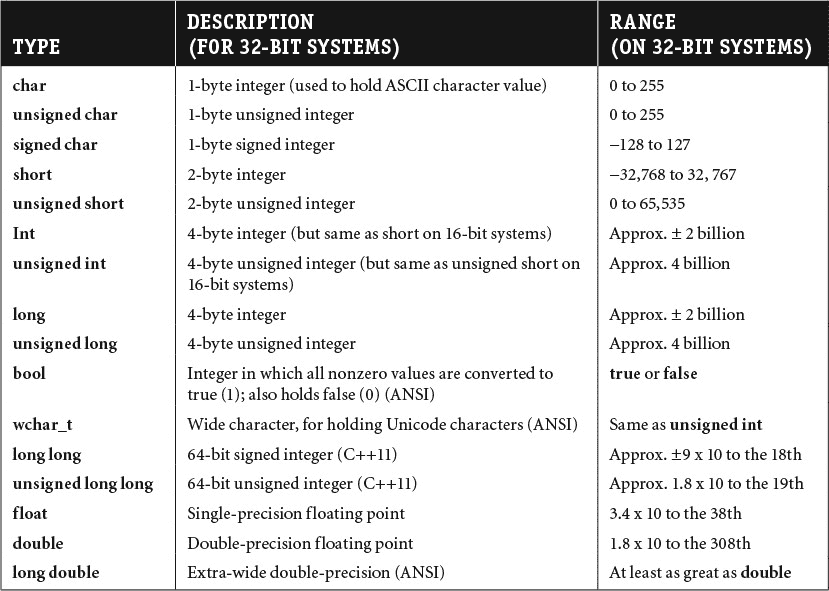 TYPE DESCRIPTION (FOR 32-BIT SYSTEMS) RANGE (ON 32-BIT SYSTEMS)
char 1-byte integer (used to hold ASCII character value) 0 to 255
unsigned char 1-byte unsigned integer 0 to 255
signed char 1-byte signed integer −128 to 127
short 2-byte integer −32,768 to 32, 767
unsigned short 2-byte unsigned integer 0 to 65,535
Int 4-byte integer (but same as short on 16-bit systems) Approx. ± 2 billion
unsigned int 4-byte unsigned integer (but same as unsigned short on Approx. 4 billion
16-bit systems)
long 4-byte integer Approx. ± 2 billion
unsigned long 4-byte unsigned integer Approx. 4 billion
bool Integer in which all nonzero values are converted to true or false
true (1); also holds false (0) (ANSI)
wchar_t Wide character, for holding Unicode characters (ANSI) Same as unsigned int
long long 64-bit signed integer (C++11) Approx. ±9 x 10 to the 18th
unsigned long long 64-bit unsigned integer (C++11) Approx. 1.8 x 10 to the 19th
float Single-precision floating point 3.4 x 10 to the 38th
double Double-precision floating point 1.8 x 10 to the 308th
long double Extra-wide double-precision (ANSI) At least as great as double